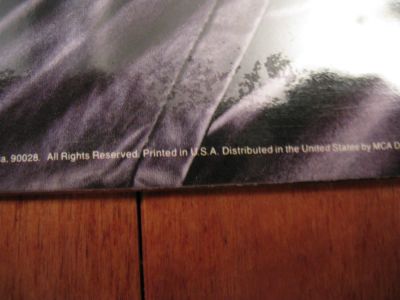 a. 90028. All Rights Reserved. Printed in U.S.A. Distributed in the United States by MCA D